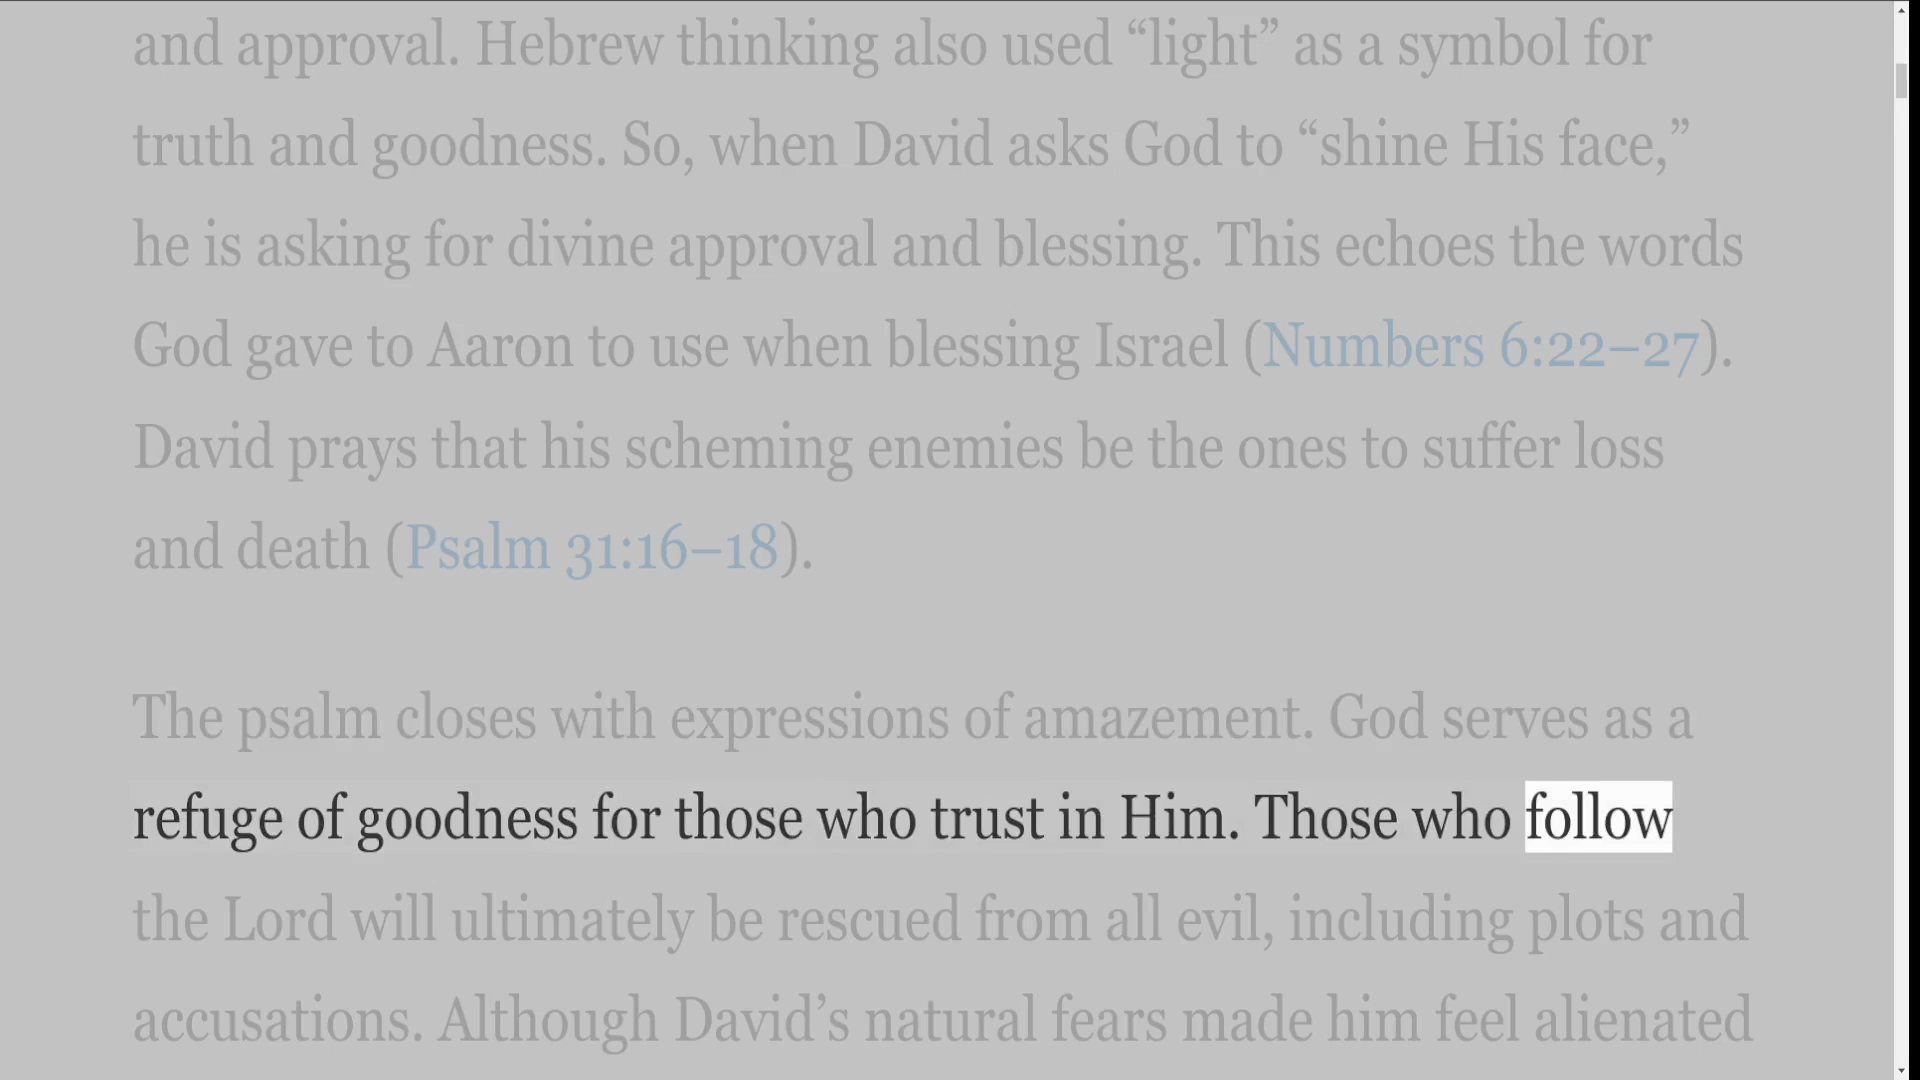 and approval. Hebrew thinking also used “light” as a symbol for
truth and goodness. So, when David asks God to “shine His face,”
he is asking for divine approval and blessing. This echoes the words
God gave to Aaron to use when blessing Israel (Numbers 6:22–27).
David prays that his scheming enemies be the ones to suffer loss
and death (Psalm 31:16–18).
The psalm closes with expressions of amazement. God serves as a
refuge of goodness for those who trust in Him. Those who follow
the Lord will ultimately be rescued from all evil, including plots and
accusations. Although David’s natural fears made him feel alienated